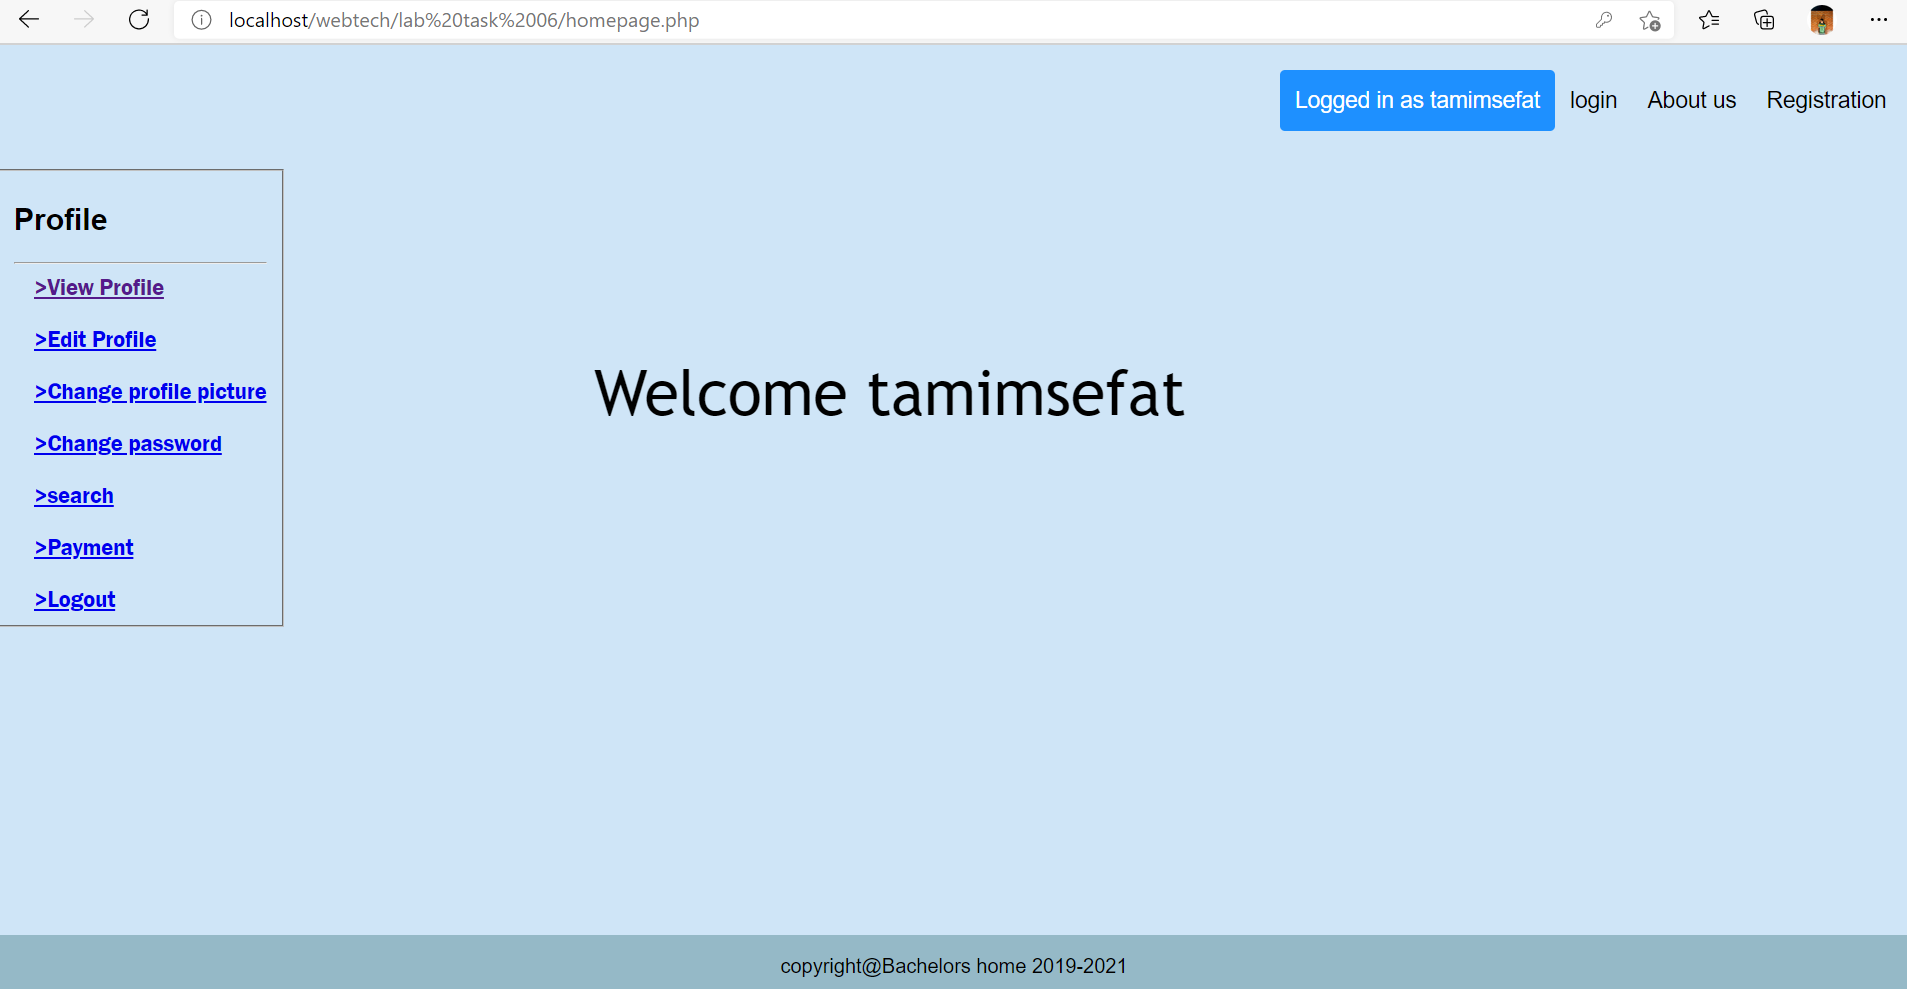 localhost/webtech/lab%20task%2006/homepage.php
Logged in as tamimsefat login About us Registration
Profile
>View Profile
>Edit Profile
>Change profile picture
>Change password
>search
>Payment
>Logout
Welcome tamimsefat
copyright@Bachelors home 2019-2021